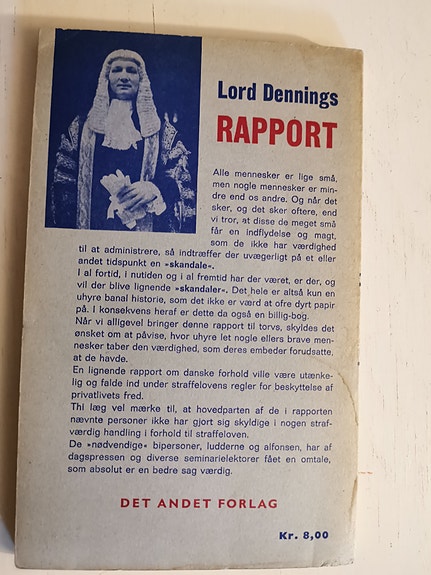 Lord Dennings
RAPPORT
Alle mennesker er lige små,
men nogle mennesker er min-
dre end os andre. Og når det
sker, og det sker oftere, end
vi tror, at disse de meget små
får en indflydelse og magt,
som de ikke har værdighed
til at administrere, så indtræffer der uvægerligt på et eller
andet tidspunkt en »skandale«.
I al fortid, i nutiden og i al fremtid har der været, er der, og
vil der blive lignende »skandaler«. Det hele er altså kun en
uhyre banal historie, som det ikke er værd at ofre dyrt papir
på. I konsekvens heraf er dette da også en billig-bog.
Når vi alligevel bringer denne rapport til torvs, skyldes det
ønsket om at påvise, hvor uhyre let nogle ellers brave men-
nesker taber den værdighed, som deres embeder forudsatte,
at de havde.
En lignende rapport om danske forhold ville være utænke-
lig og falde ind under straffelovens regler for beskyttelse af
privatlivets fred.
Thi læg vel mærke til, at hovedparten af de i rapporten
nævnte personer ikke har gjort sig skyldige i nogen straf-
værdig handling i forhold til straffeloven.
De »nødvendige« bipersoner, ludderne og alfonsen, har af
dagspressen og diverse seminarielektorer fået en omtale,
som absolut er en bedre sag værdig.
DET ANDET FORLAG
Kr. 8,00